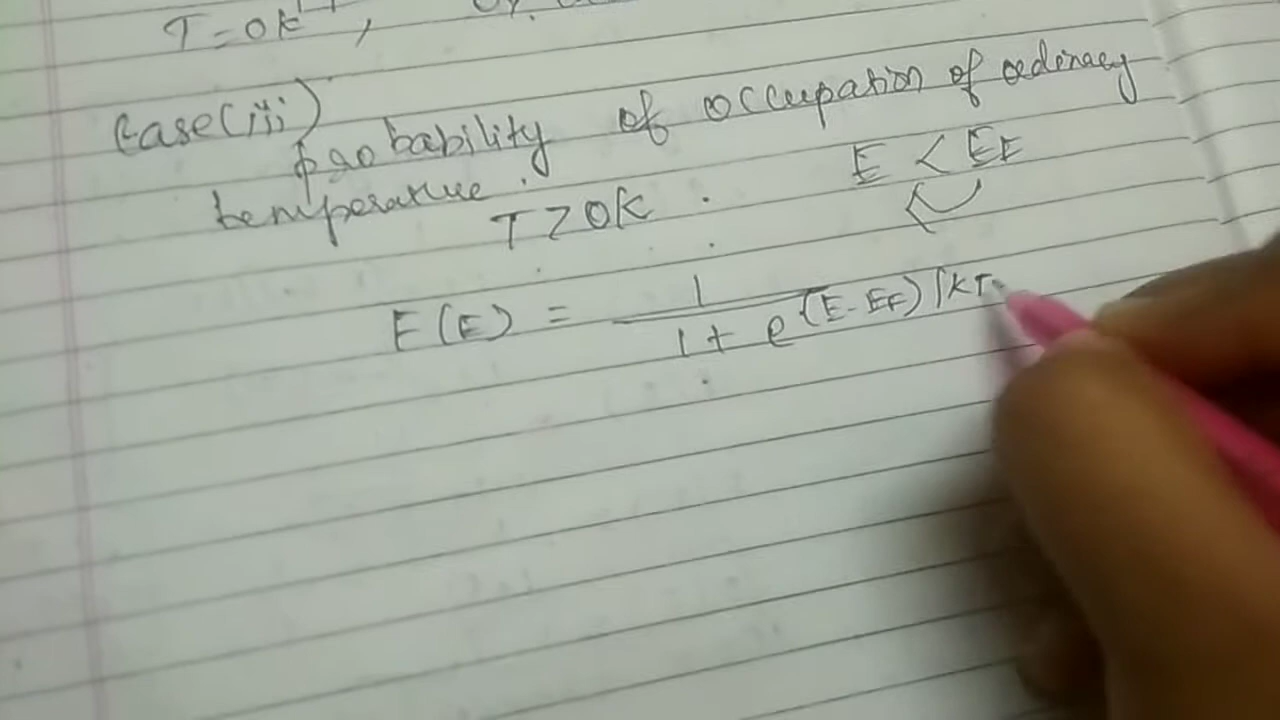 T = 0K,
Case(iii)
probability of occupation of ordinary
temperature.
T > 0K . E < EF
F(E) = 1 / 1 + e (E - EF) / KT